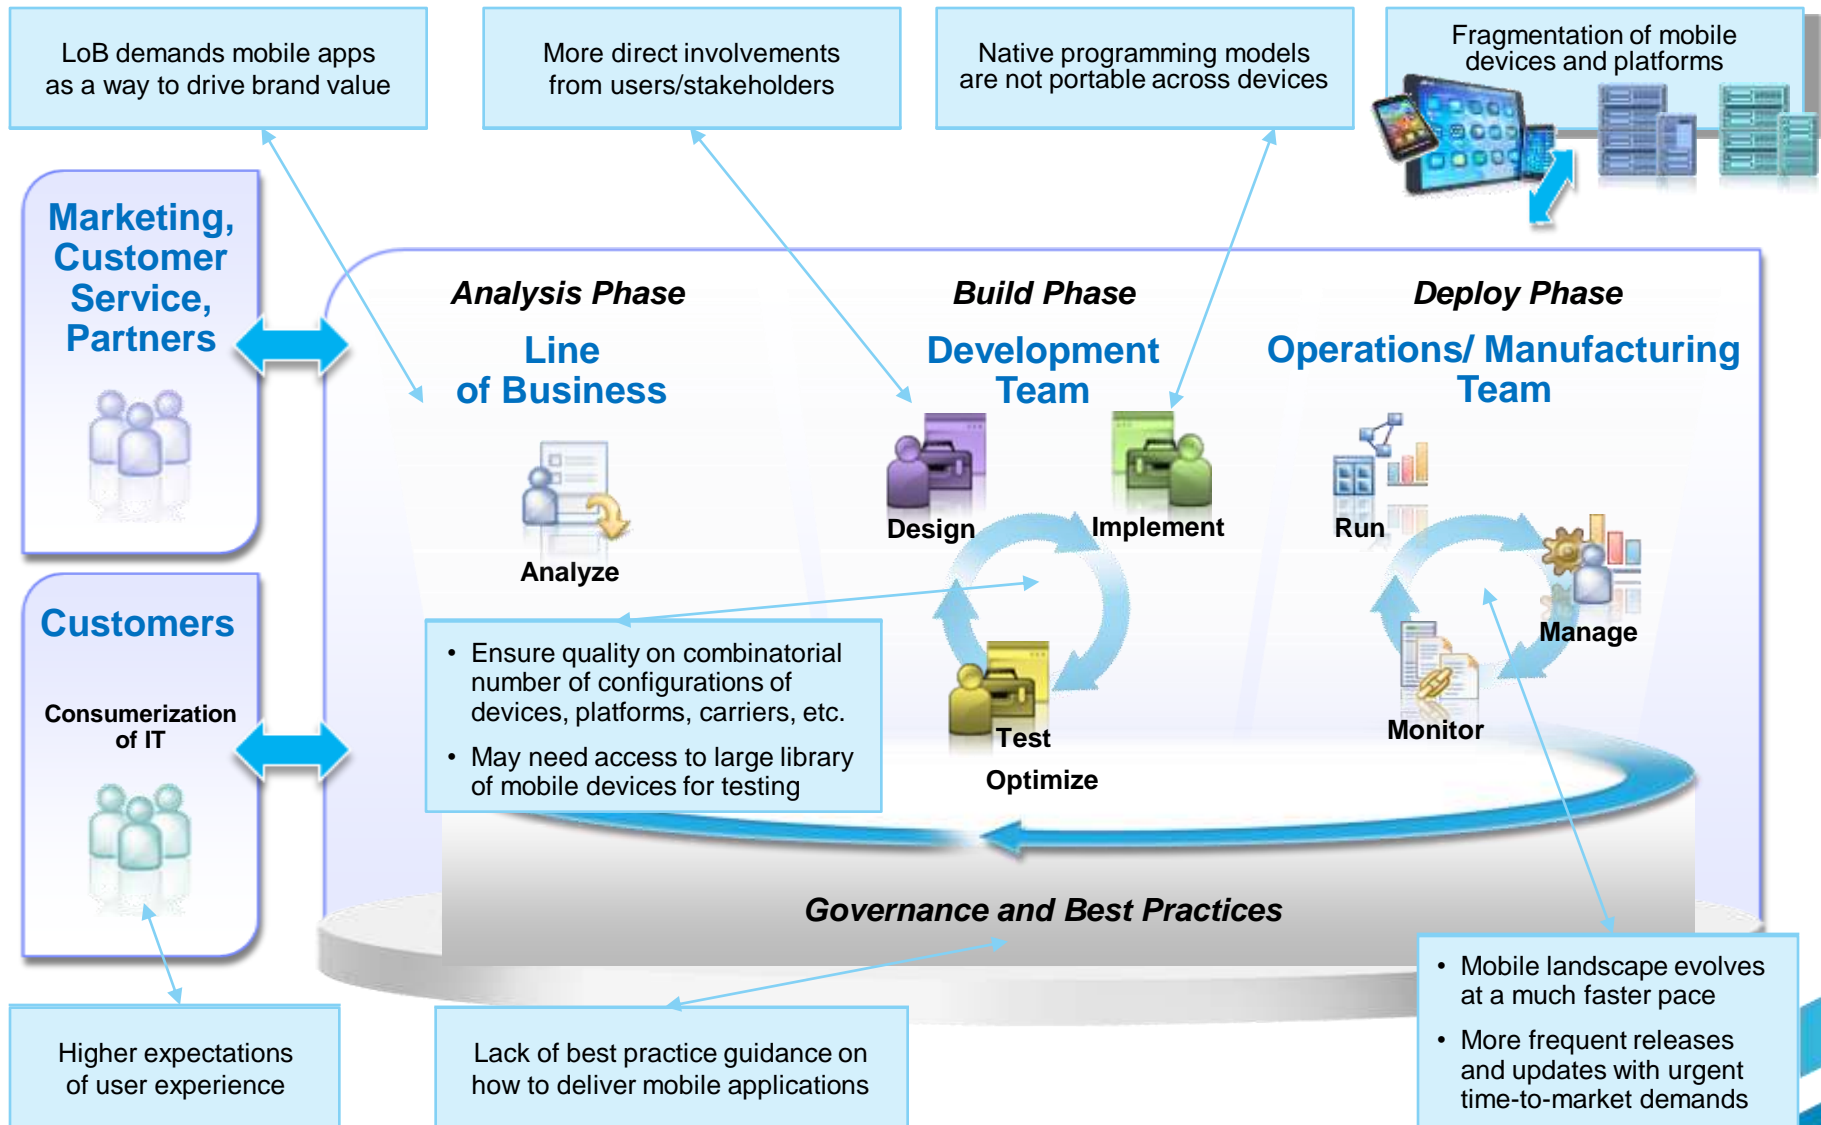 LoB demands mobile apps
as a way to drive brand value
More direct involvements
from users/stakeholders
Native programming models
are not portable across devices
Fragmentation of mobile
devices and platforms
Marketing,
Customer
Service,
Partners
Analysis Phase
Line
of Business
Analyze
Build Phase
Development
Team
Design
Implement
Test
Optimize
Deploy Phase
Operations/ Manufacturing
Team
Run
Manage
Monitor
Customers
Consumerization
of IT
• Ensure quality on combinatorial
number of configurations of
devices, platforms, carriers, etc.
• May need access to large library
of mobile devices for testing
Governance and Best Practices
Higher expectations
of user experience
Lack of best practice guidance on
how to deliver mobile applications
• Mobile landscape evolves
at a much faster pace
• More frequent releases
and updates with urgent
time-to-market demands